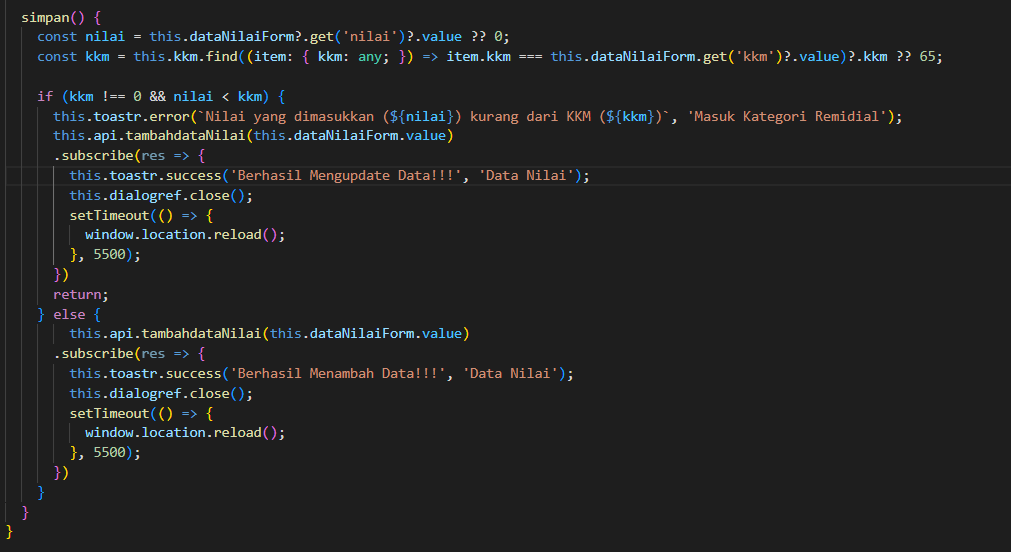 simpan() {
const nilai = this.dataNilaiForm?.get('nilai')?.value ?? 0;
const kkm = this.kkm.find((item: { kkm: any; }) => item.kkm === this.dataNilaiForm.get('kkm')?.value)?.kkm ?? 65;
if (kkm !== 0 && nilai < kkm) {
this.toastr.error(`Nilai yang dimasukkan (${nilai}) kurang dari KKM (${kkm})`, 'Masuk Kategori Remidial');
this.api.tambahdataNilai(this.dataNilaiForm.value)
.subscribe(res => {
this.toastr.success('Berhasil Mengupdate Data!!!', 'Data Nilai');
this.dialogref.close();
setTimeout(() => {
window.location.reload();
}, 5500);
})
return;
} else {
this.api.tambahdataNilai(this.dataNilaiForm.value)
.subscribe(res => {
this.toastr.success('Berhasil Menambah Data!!!', 'Data Nilai');
this.dialogref.close();
setTimeout(() => {
window.location.reload();
}, 5500);
})
}
}
}